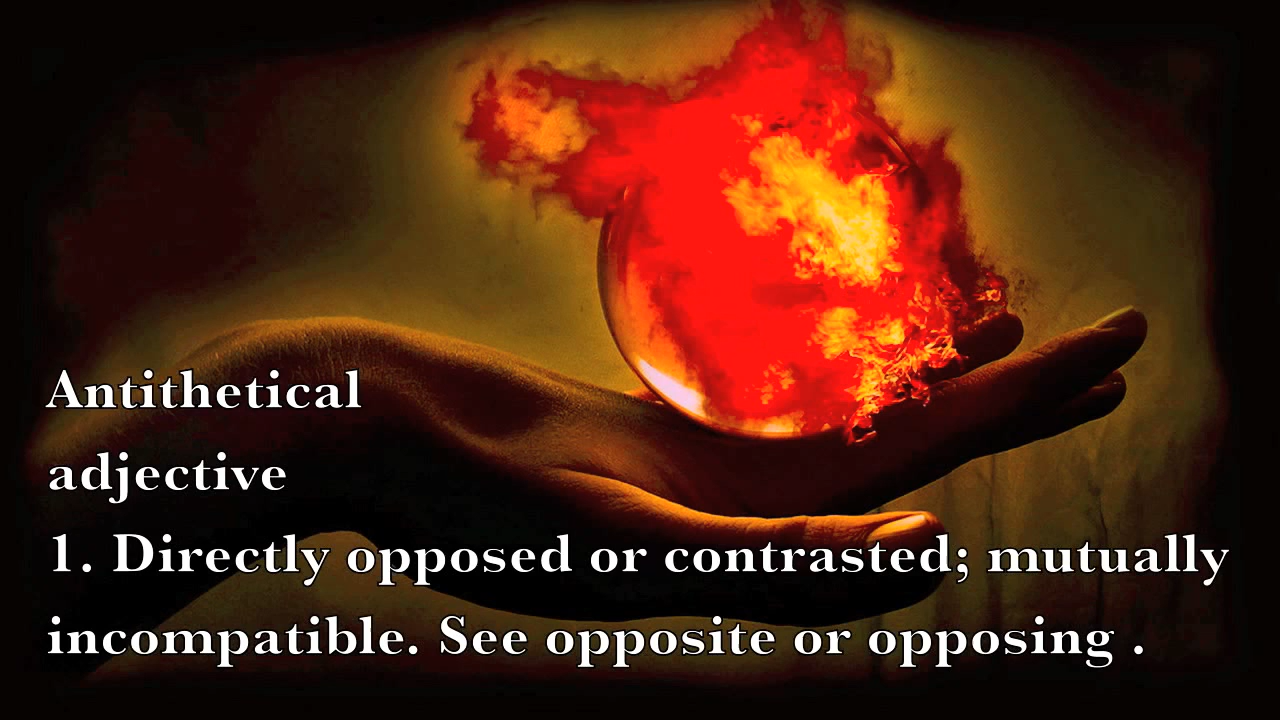 Antithetical
adjective
1. Directly opposed or contrasted; mutually
incompatible. See opposite or opposing .